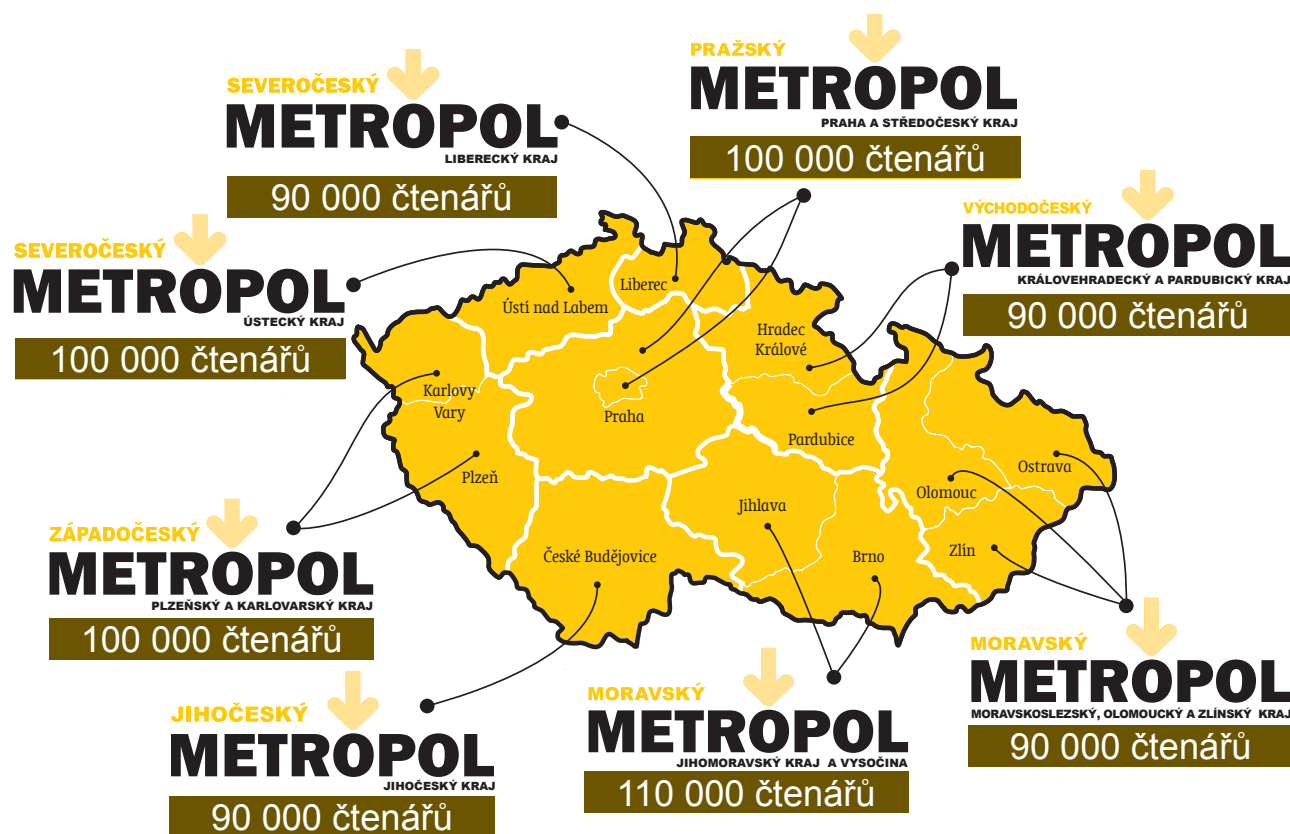 PRAŽSKÝ
METROPOL
PRAHA A STŘEDOČESKÝ KRAJ
100 000 čtenářů
SEVEROČESKÝ
METROPOL
LIBERECKÝ KRAJ
90 000 čtenářů
VÝCHODOČESKÝ
METROPOL
KRÁLOVEHRADECKÝ A PARDUBICKÝ KRAJ
90 000 čtenářů
SEVEROČESKÝ
METROPOL
ÚSTECKÝ KRAJ
100 000 čtenářů
Liberec
Ústí nad Labem
Hradec
Králové
Karlovy
Vary
Praha
Pardubice
Plzeň
Ostrava
Olomouc
Jihlava
České Budějovice
Brno
Zlín
ZÁPADOČESKÝ
METROPOL
PLZEŇSKÝ A KARLOVARSKÝ KRAJ
100 000 čtenářů
MORAVSKÝ
METROPOL
MORAVSKOSLEZSKÝ, OLOMOUCKÝ A ZLÍNSKÝ KRAJ
90 000 čtenářů
JIHOČESKÝ
METROPOL
JIHOČESKÝ KRAJ
90 000 čtenářů
MORAVSKÝ
METROPOL
JIHOMORAVSKÝ KRAJ A VYSOČINA
110 000 čtenářů